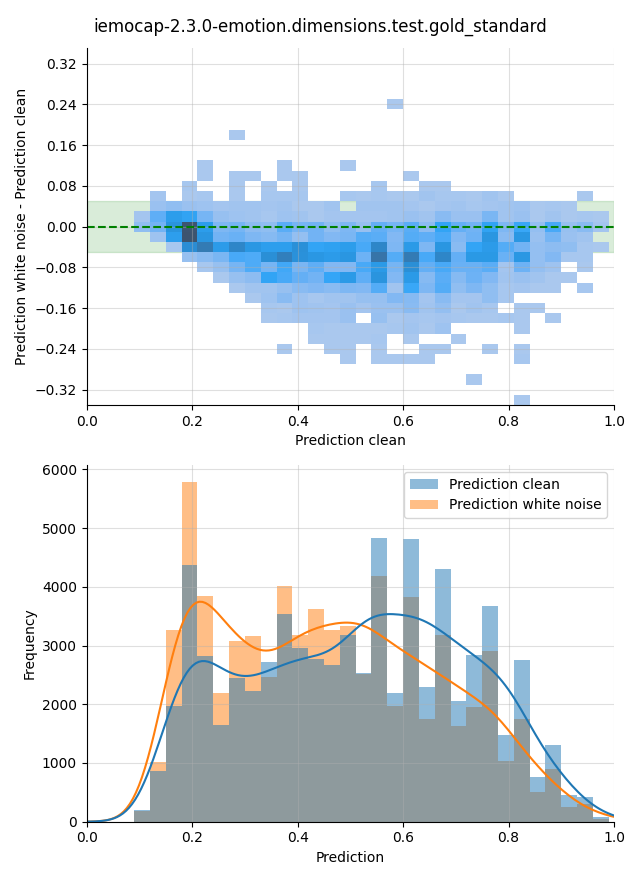 iemocap-2.3.0-emotion.dimensions.test.gold_standard
0.32
0.24
0.16
0.08
0.00
−0.08
−0.16
−0.24
−0.32
Prediction white noise - Prediction clean
0.0 0.2 0.4 0.6 0.8 1.0
Prediction clean
6000
5000
4000
3000
2000
1000
0
Frequency
Prediction clean
Prediction white noise
0.0 0.2 0.4 0.6 0.8 1.0
Prediction